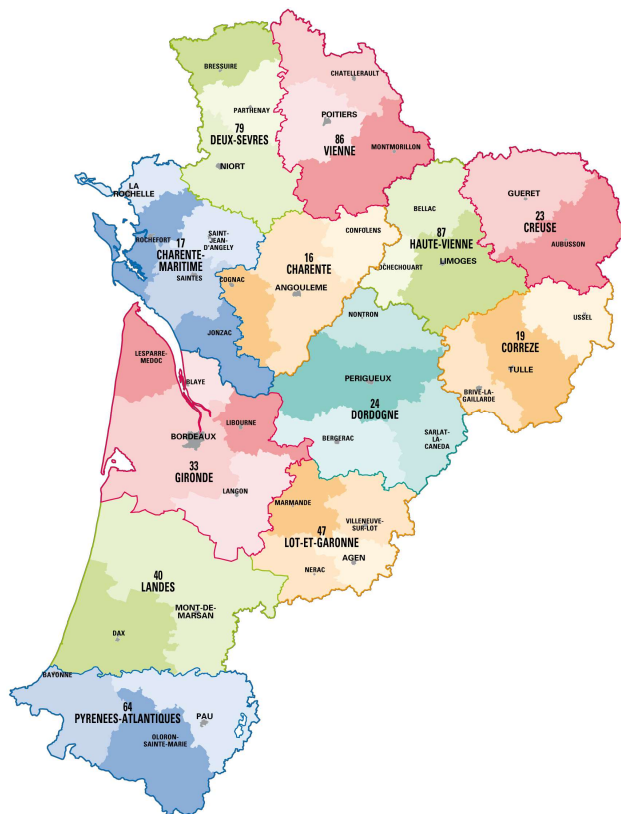 BRESSUIRE
CHATELLERAULT
PARTHENAY
POITIERS
79
DEUX-SEVRES
86
VIENNE
MONTMORILLON
NIORT
LA
ROCHELLE
GUERET
BELLAC
23
CREUSE
ROCHEFORT
SAINT-
JEAN-
D'ANGELY
CONFOLENS
87
HAUTE-VIENNE
AUBUSSON
17
CHARENTE-
MARITIME
16
CHARENTE
LIMOGES
OCHECHOUART
SAINTES
COGNAC
ANGOULEME
NONTRON
USSEL
JONZAC
19
CORREZE
LESPARRE-
MEDOC
TULLE
BLAYE
PERIGUEUX
BRIVE-LA-
GAILLARDE
24
DORDOGNE
LIBOURNE
BORDEAUX
BERGERAC
SARLAT-
LA-
CANEDA
33
GIRONDE
LANGON
MARMANDE
VILLENEUVE-
SUR-LOT
47
LOT-ET-GARONNE
AGEN
NERAC
40
LANDES
MONT-DE-
MARSAN
DAX
BAYONNE
64
PYRENEES-ATLANTIQUES
PAU
OLORON-
SAINTE-MARIE